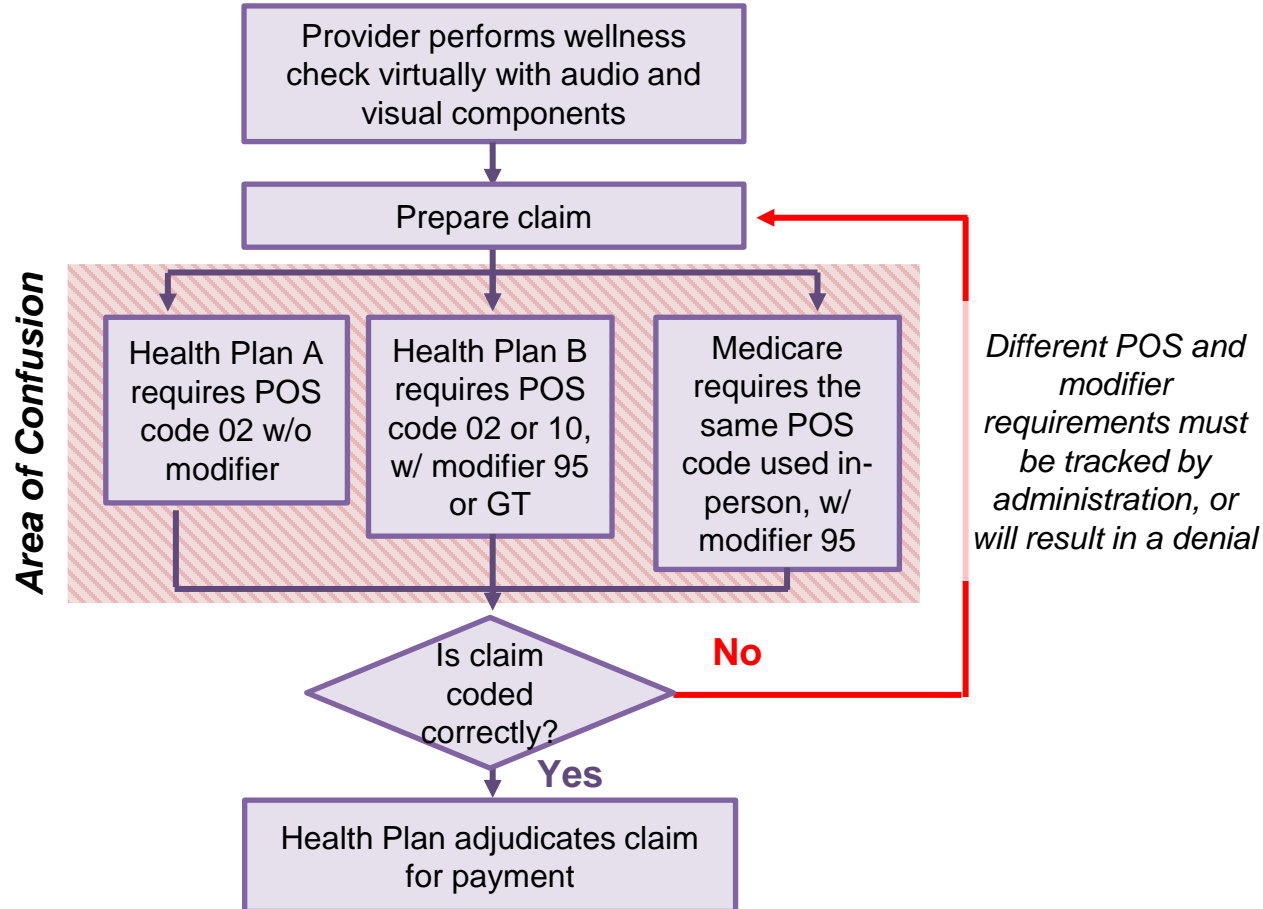 Provider performs wellness
check virtually with audio and
visual components
Prepare claim
Area of Confusion
Health Plan A
requires POS
code 02 w/o
modifier
Health Plan B
requires POS
code 02 or 10,
w/ modifier 95
or GT
Medicare
requires the
same POS
code used in-
person, w/
modifier 95
Different POS and
modifier
requirements must
be tracked by
administration, or
will result in a denial
Is claim
coded
correctly?
No
Yes
Health Plan adjudicates claim
for payment